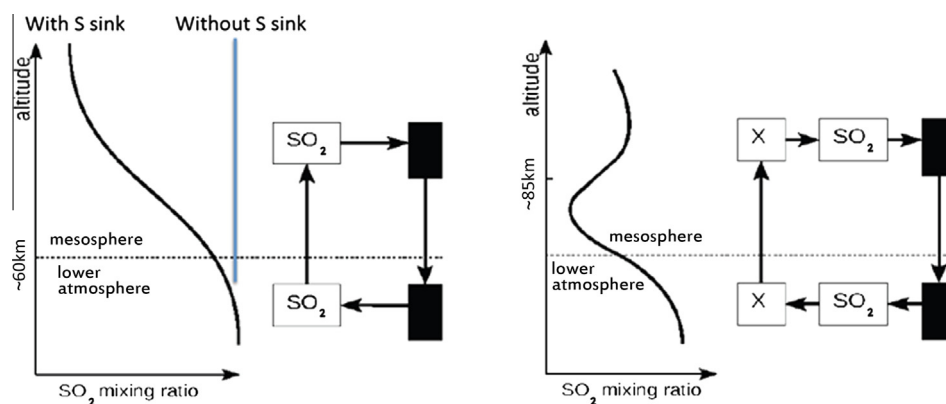 With S sink
Without S sink
altitude
~60km
mesosphere
lower
atmosphere
SO2
SO2
SO2 mixing ratio
altitude
~85km
mesosphere
lower
atmosphere
X
SO2
X
SO2
SO2 mixing ratio